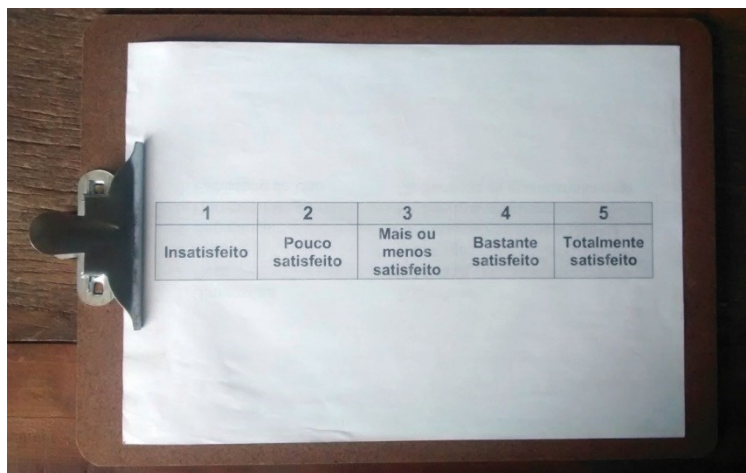 1 2 3 4 5
Insatisfeito
Pouco
satisfeito
Mais ou
menos
satisfeito
Bastante
satisfeito
Totalmente
satisfeito